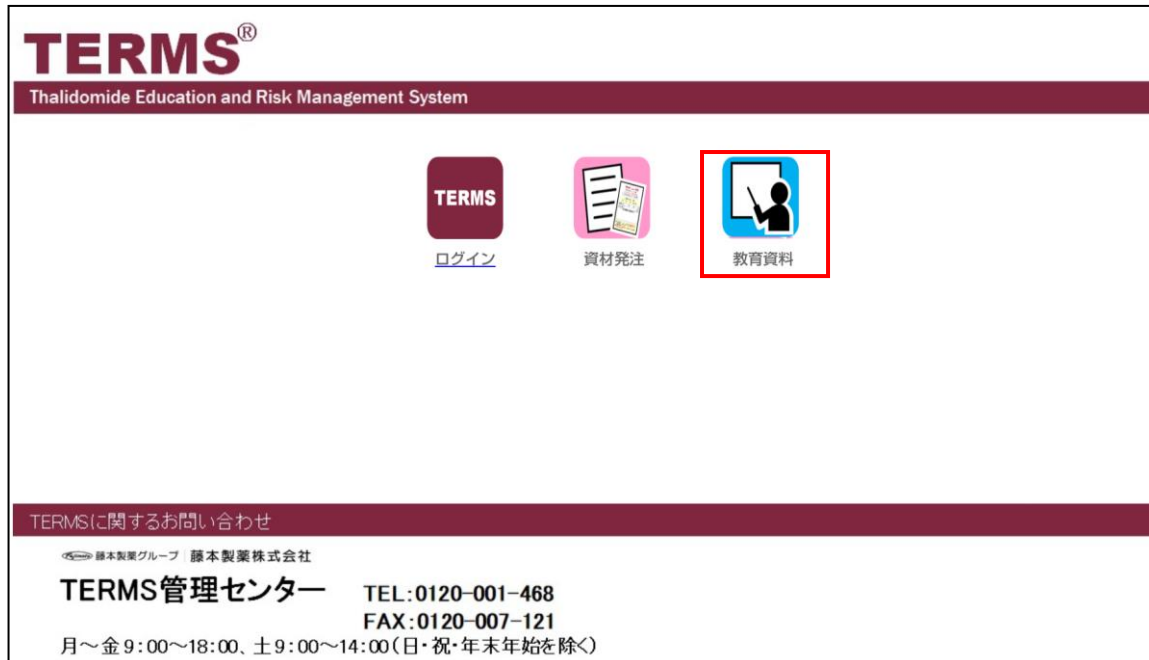 TERMS®
Thalidomide Education and Risk Management System
TERMS
ログイン
資材発注
教育資料
TERMSに関するお問い合わせ
藤本製薬グループ 藤本製薬株式会社
TERMS管理センター TEL:0120-001-468
FAX:0120-007-121
月～金9:00～18:00、土9:00～14:00(日・祝・年末年始を除く)